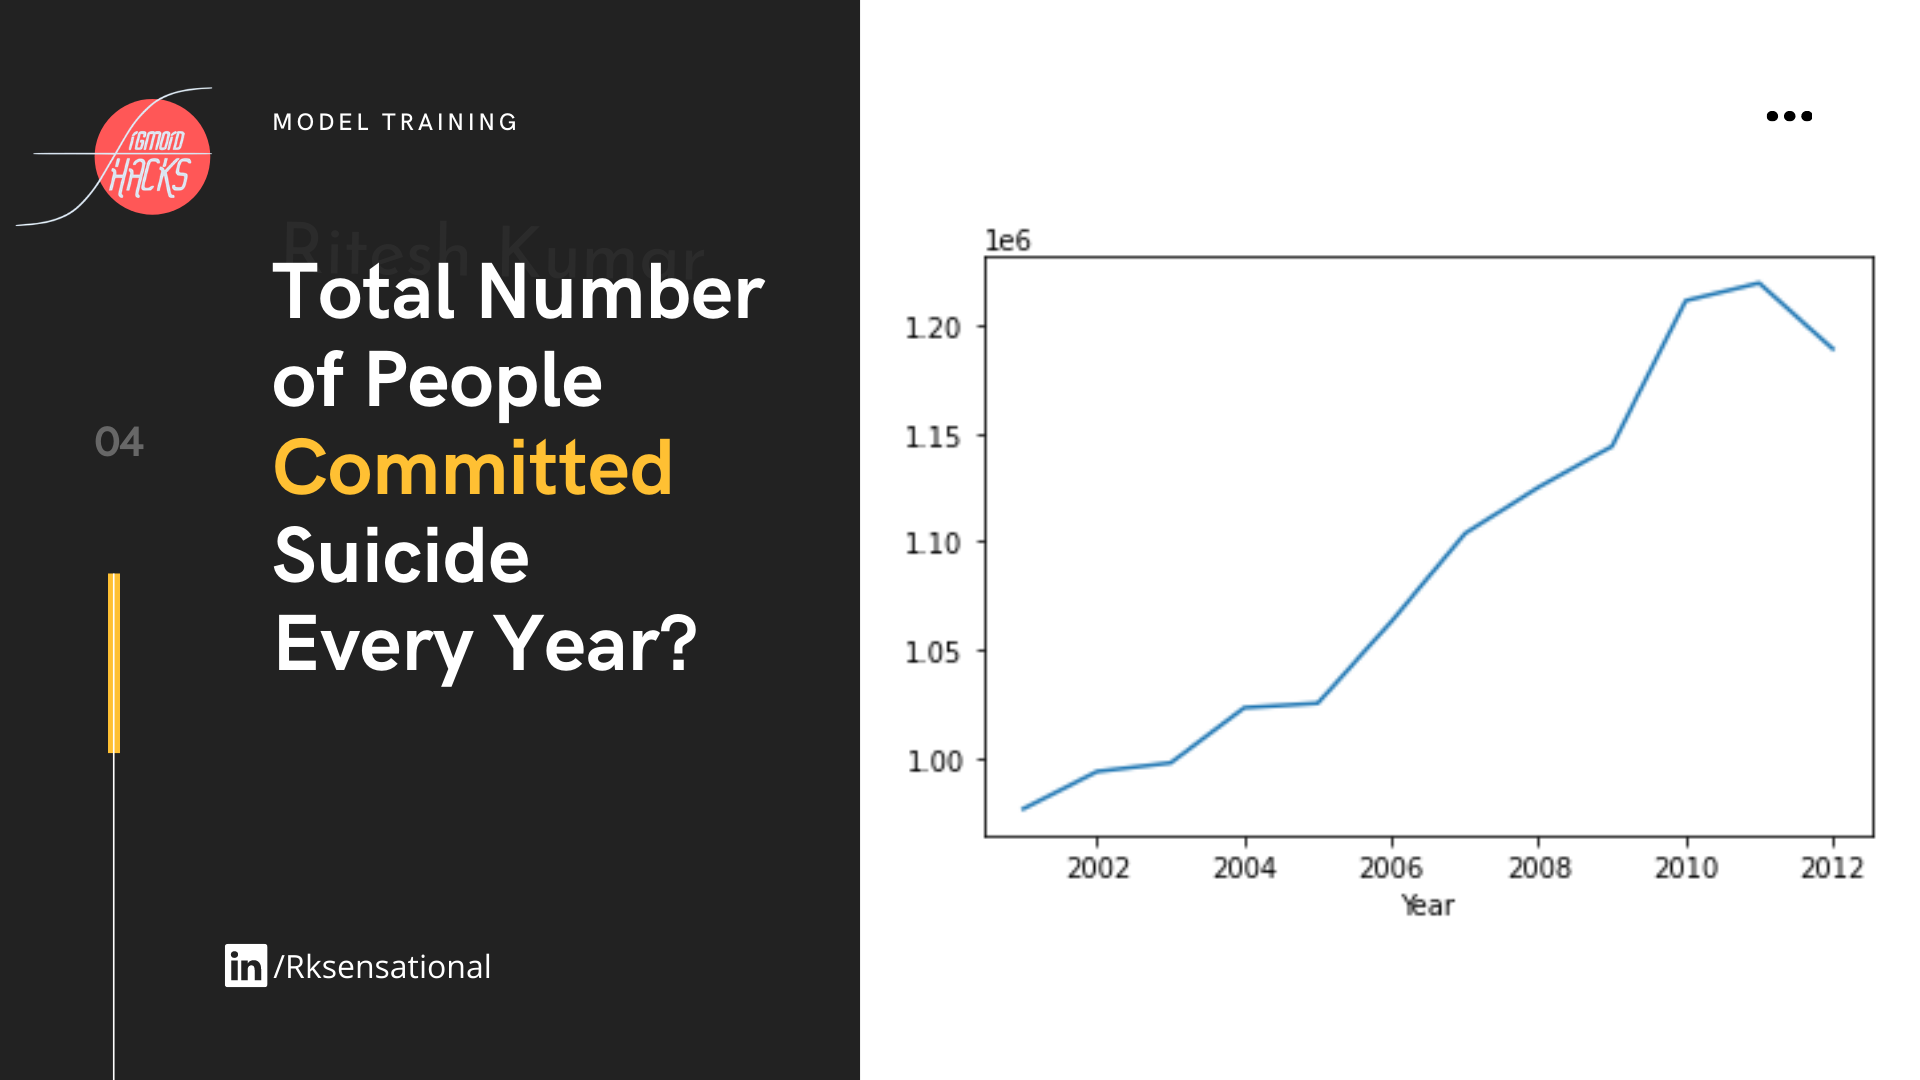 rgmord
HACKS
MODEL TRAINING
Ritesh Kumar
Total Number
of People
Committed
Suicide
Every Year?
04
in /Rksensational
1e6
1.20
1.15
1.10
1.05
1.00
2002 2004 2006 2008 2010 2012
Year